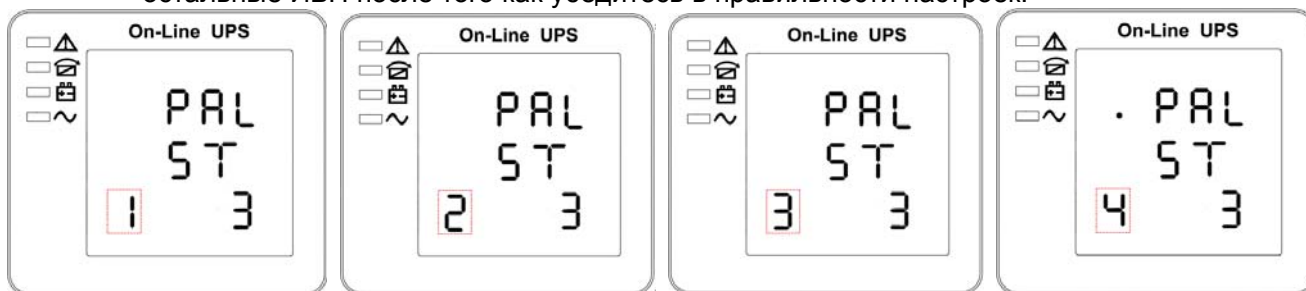 остальные ИБП после того как убедитесь в правильности настроек.
On-Line UPS
PAL
ST
1 3
On-Line UPS
PAL
ST
2 3
On-Line UPS
PAL
ST
3 3
On-Line UPS
. PAL
ST
4 3